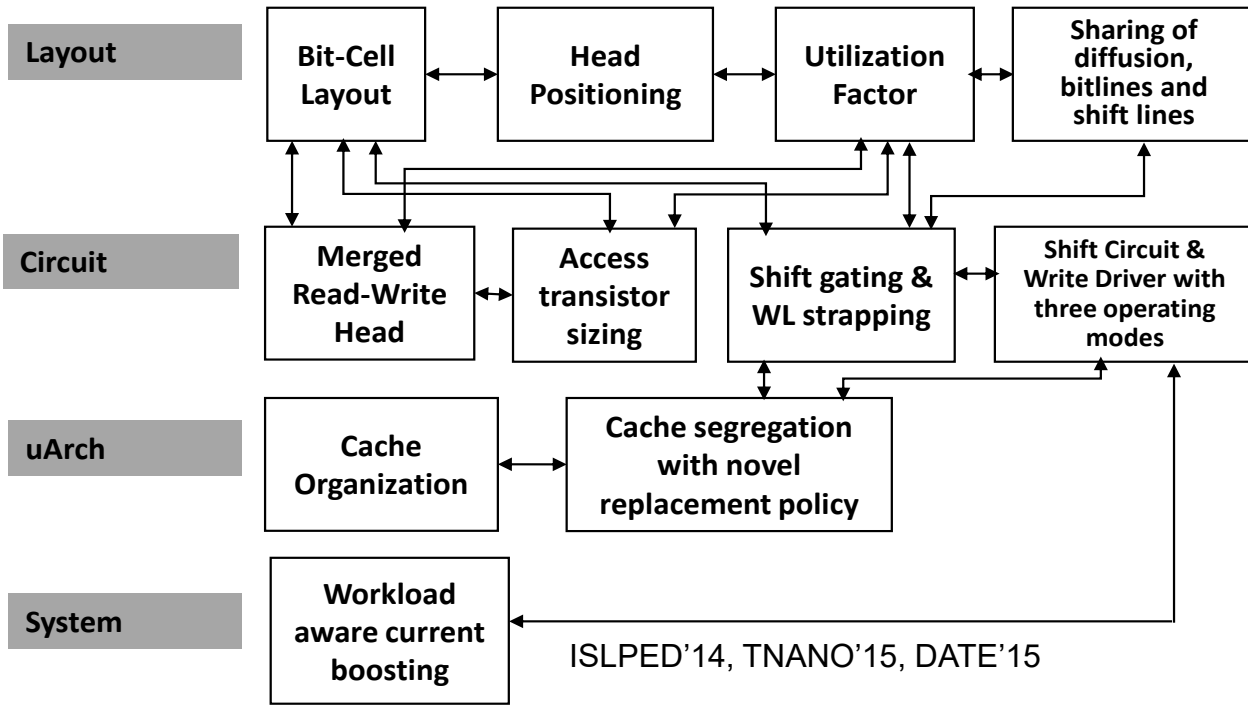 Layout
Bit-Cell
Layout
Head
Positioning
Utilization
Factor
Sharing of
diffusion,
bitlines and
shift lines
Circuit
Merged
Read-Write
Head
Access
transistor
sizing
Shift gating &
WL strapping
Shift Circuit &
Write Driver with
three operating
modes
uArch
Cache
Organization
Cache segregation
with novel
replacement policy
System
Workload
aware current
boosting
ISLPED’14, TNANO’15, DATE’15